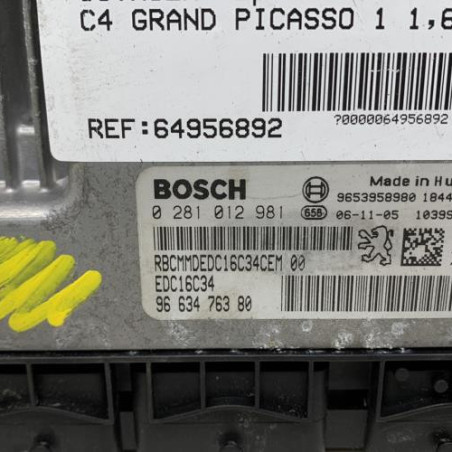 C4 GRAND PICASSO 1 1,6
REF:64956892
?0000064956892
BOSCH
Made in Hu
9653958980 1844
0 281 012 981 658 06-11-05 10399
RBCMMDEDC16C34CEM 00
EDC16C34
96 634 763 80